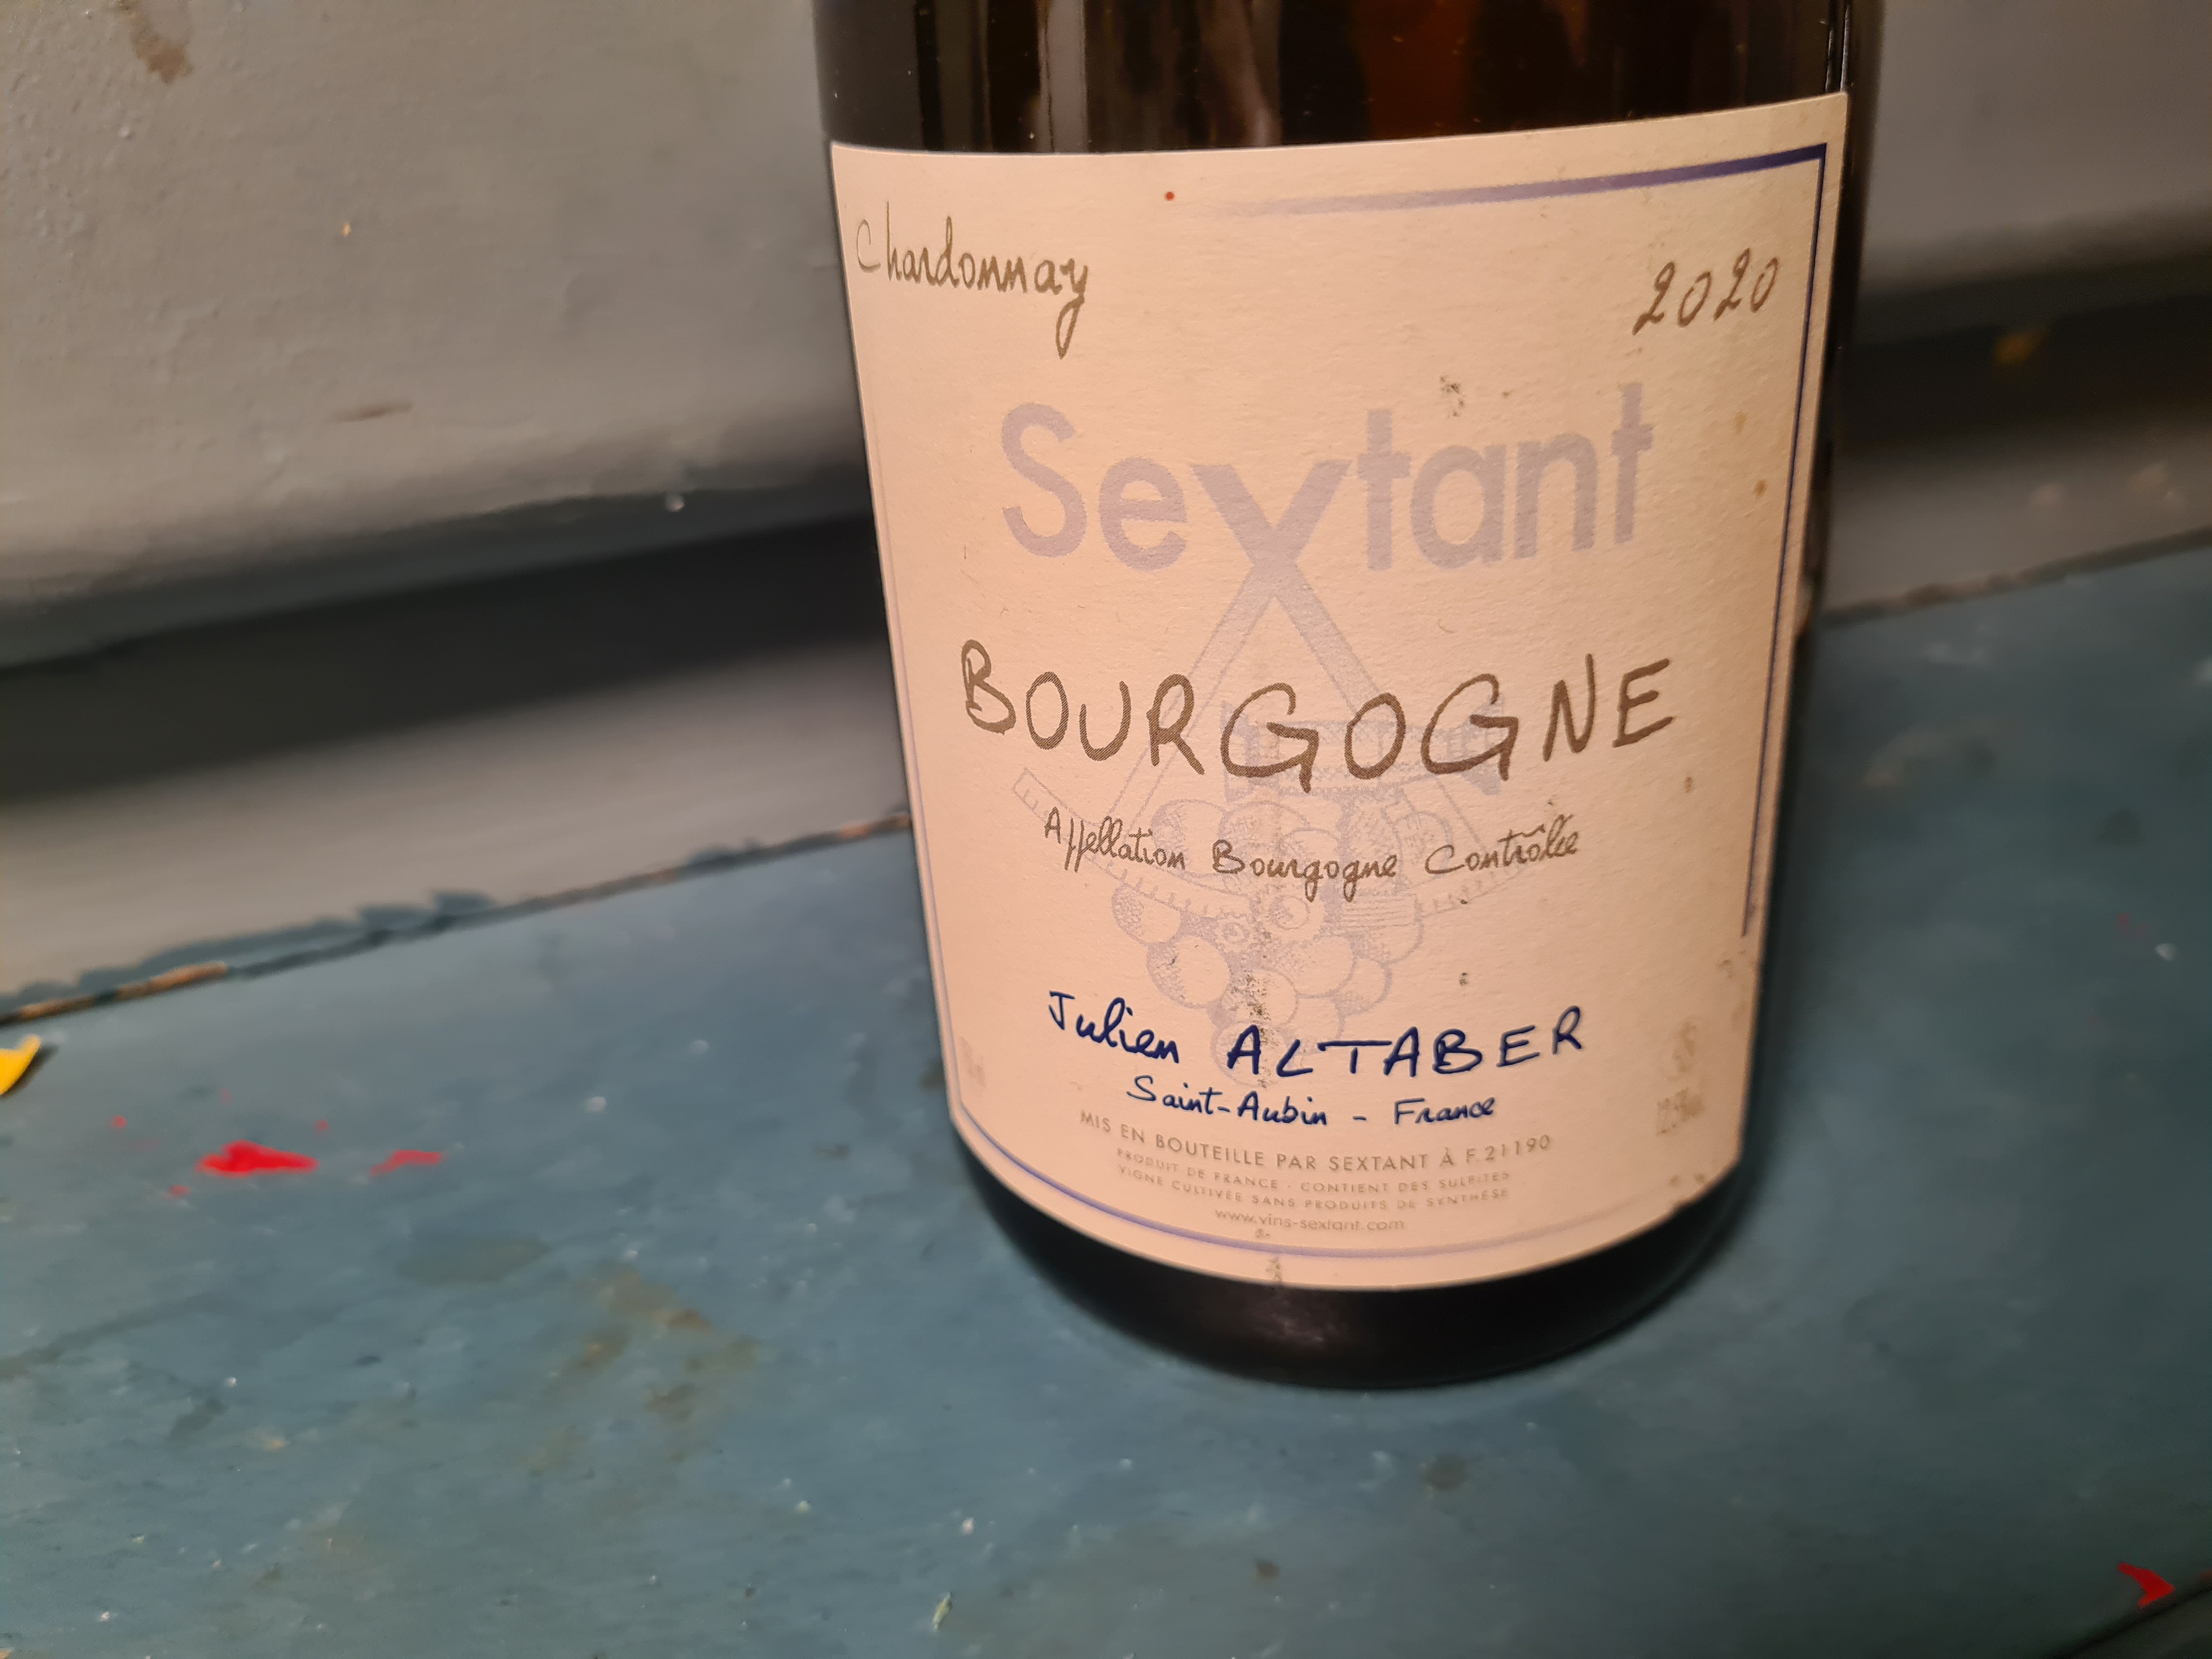 Chardonnay
2020
Sextant
BOURGOGNE
Appellation Bourgogne Contrôlée
Julien ALTABER
Saint-Aubin - France
MIS EN BOUTEILLE PAR SEXTANT À F.21190
PRODUIT DE FRANCE - CONTIENT DES SULFITES
VIGNE CULTIVÉE SANS PRODUITS DE SYNTHÈSE
www.vins-sextant.com